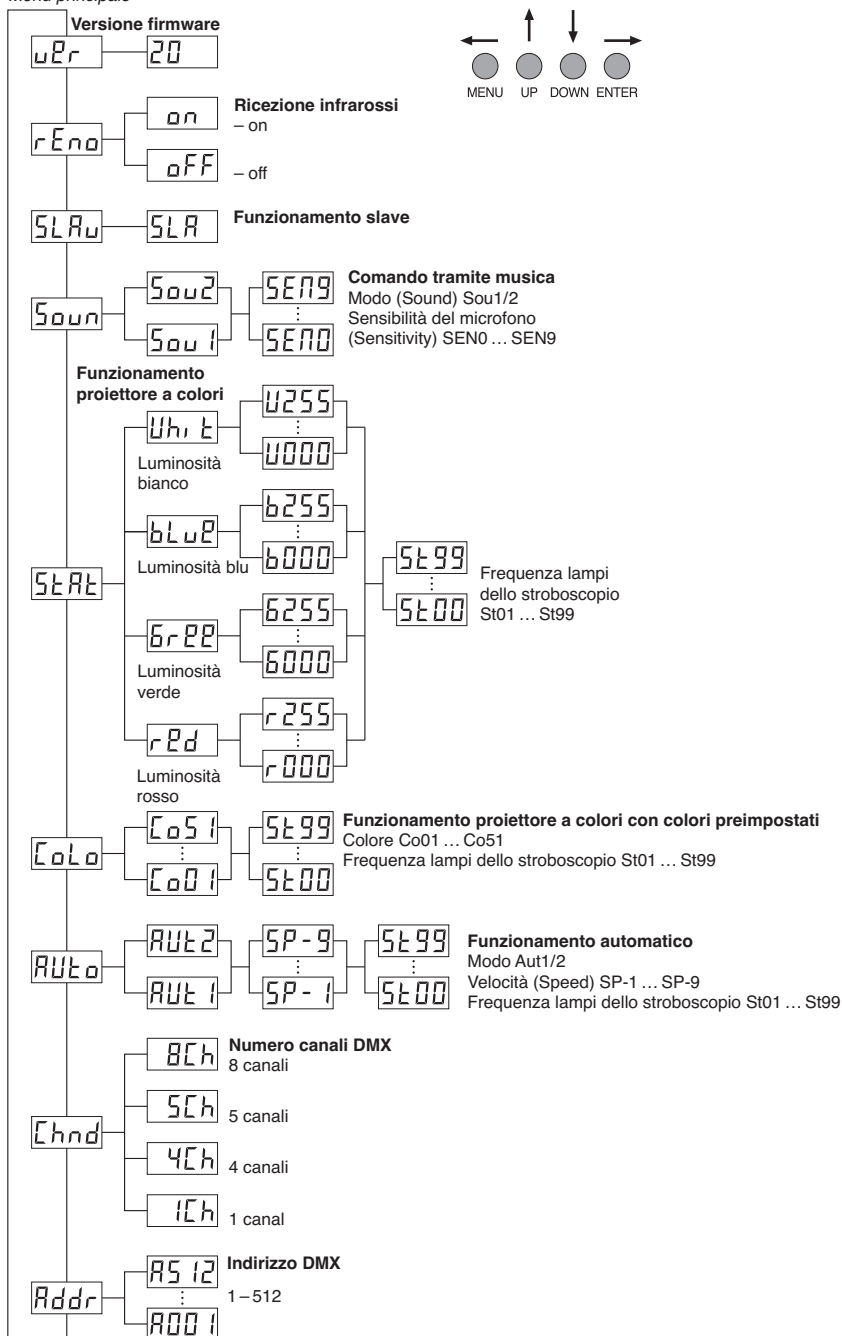 Menù principale
Versione firmware
uEr
20
MENU UP DOWN ENTER
rEno
on
Ricezione infrarossi
– on
oFF
– off
SLAu
SLA
Funzionamento slave
Soun
Sou2
SEN9
Sou1
SEN0
Comando tramite musica
Modo (Sound) Sou1/2
Sensibilità del microfono
(Sensitivity) SEN0 … SEN9
Funzionamento
proiettore a colori
StAt
Uhit
U255
U000
Luminosità
bianco
bLuE
b255
b000
Luminosità blu
GrEE
G255
G000
Luminosità
verde
rEd
r255
r000
Luminosità
rosso
St99
St00
Frequenza lampi
dello stroboscopio
St01 … St99
CoLo
Co51
Co01
St99
St00
Funzionamento proiettore a colori con colori preimpostati
Colore Co01 … Co51
Frequenza lampi dello stroboscopio St01 … St99
AUto
AUt2
AUt1
SP-9
SP-1
St99
St00
Funzionamento automatico
Modo Aut1/2
Velocità (Speed) SP-1 … SP-9
Frequenza lampi dello stroboscopio St01 … St99
Chnd
8Ch
Numero canali DMX
8 canali
5Ch
5 canali
4Ch
4 canali
1Ch
1 canal
Addr
A512
A001
Indirizzo DMX
1 – 512